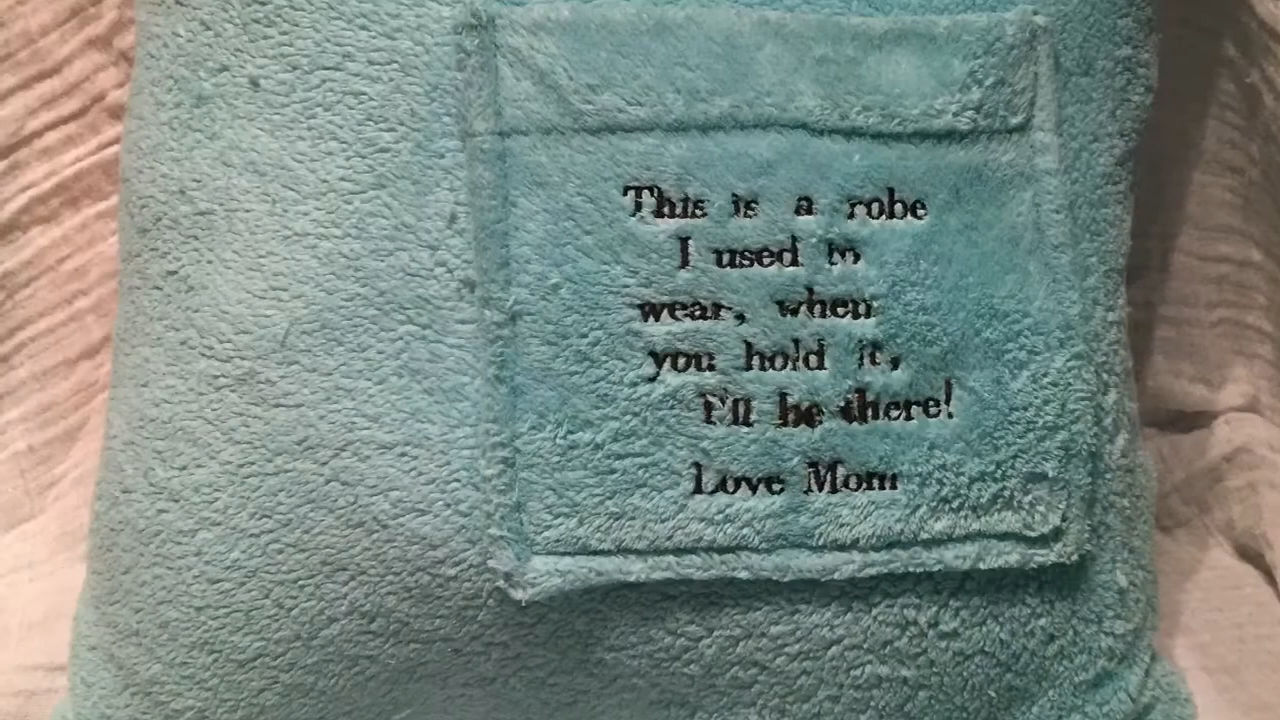 This is a robe
I used to
wear, when
you hold it,
I'll be there!
Love Mom